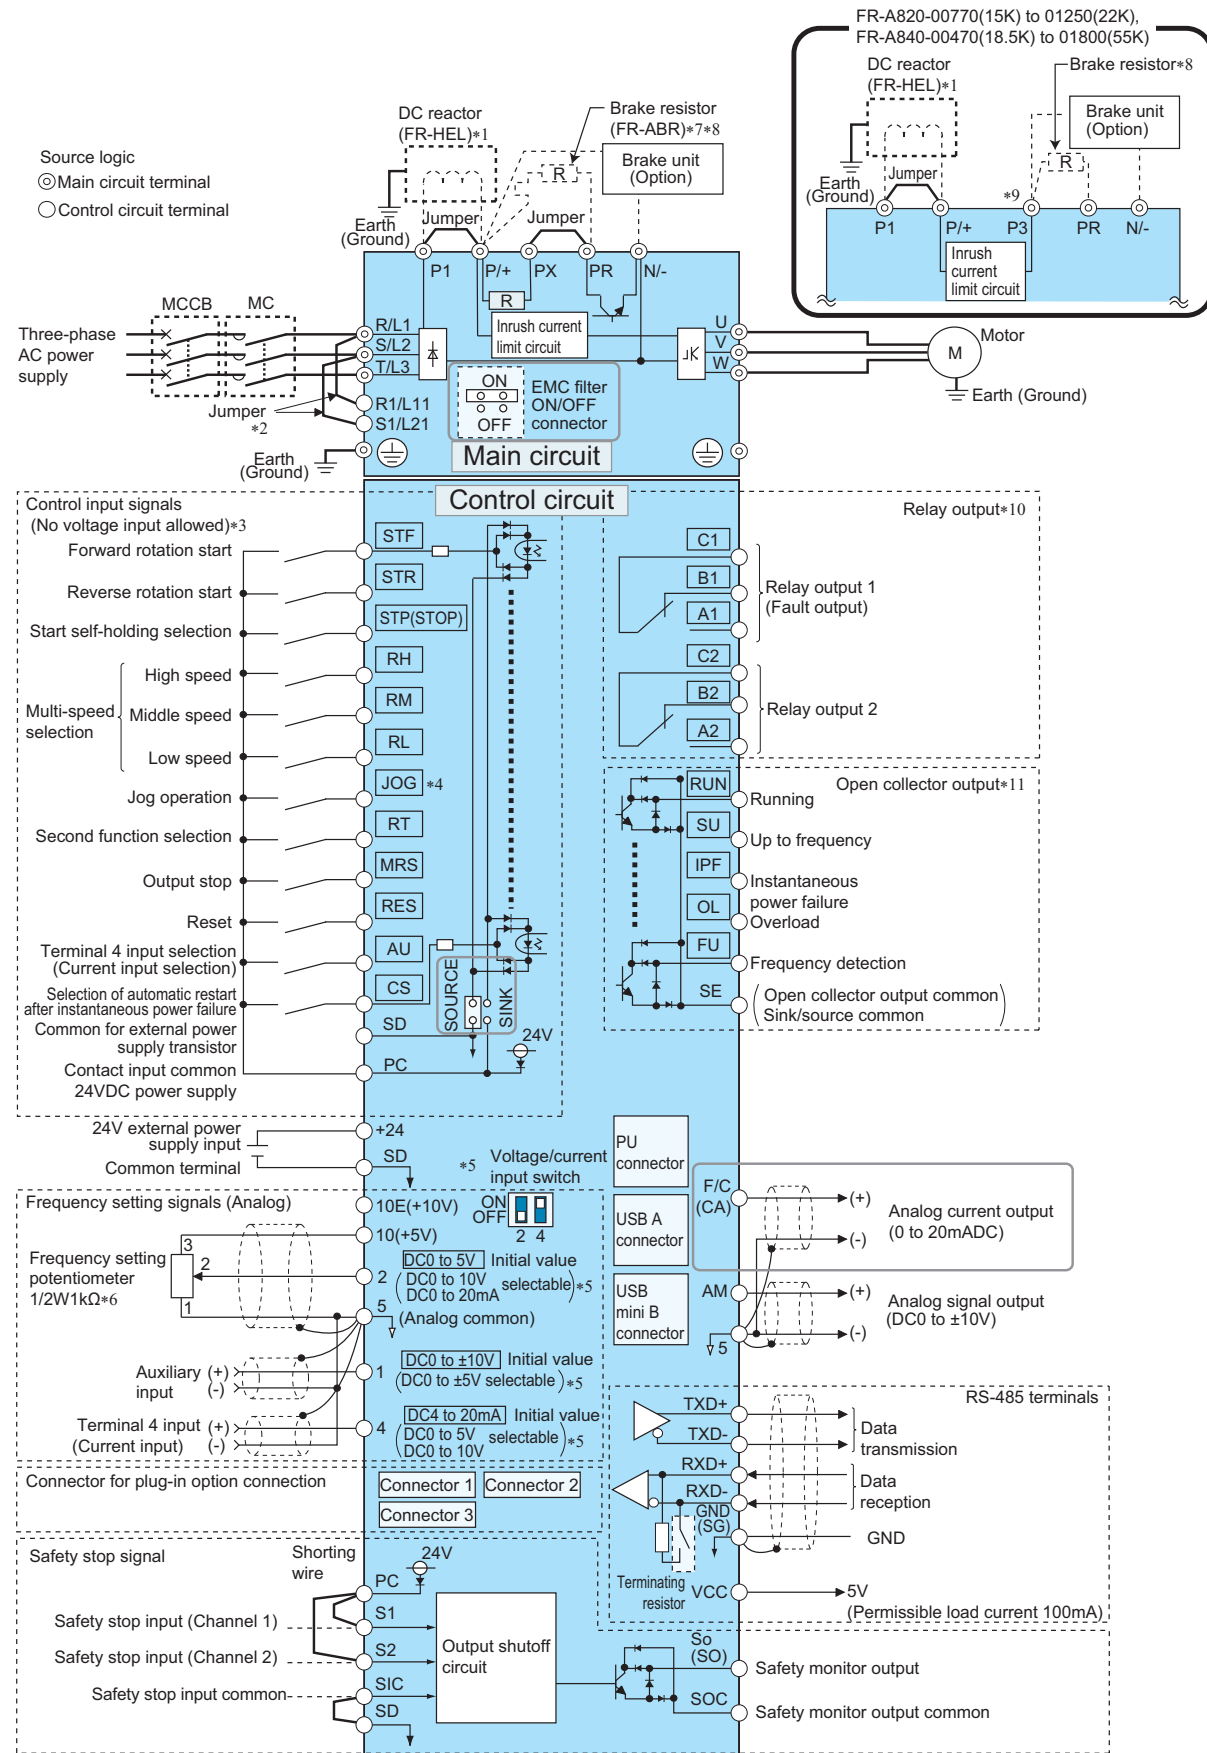 FR-A820-00770(15K) to 01250(22K),
FR-A840-00470(18.5K) to 01800(55K)
DC reactor
(FR-HEL)*1
Brake resistor*8
Brake unit
(Option)
Jumper
Earth
(Ground)
*9
P1
P/+
P3
PR
N/-
R
Inrush
current
limit circuit
Source logic
Main circuit terminal
Control circuit terminal
DC reactor
(FR-HEL)*1
Brake resistor
(FR-ABR)*7*8
Brake unit
(Option)
R
Earth
(Ground)
Jumper
Jumper
P1
P/+
PX
PR
N/-
R
Inrush current
limit circuit
MCCB
MC
Three-phase
AC power
supply
R/L1
S/L2
T/L3
R1/L11
S1/L21
Jumper
*2
Earth
(Ground)
ON
OFF
EMC filter
ON/OFF
connector
U
V
W
M
Motor
Earth (Ground)
Main circuit
Control circuit
Control input signals
(No voltage input allowed)*3
Forward rotation start
STF
Reverse rotation start
STR
Start self-holding selection
STP(STOP)
Multi-speed
selection
High speed
RH
Middle speed
RM
Low speed
RL
Jog operation
JOG *4
Second function selection
RT
Output stop
MRS
Reset
RES
Terminal 4 input selection
(Current input selection)
AU
Selection of automatic restart
after instantaneous power failure
CS
Common for external power
supply transistor
SD
Contact input common
24VDC power supply
PC
SOURCE
SINK
24V
Relay output*10
C1
B1
A1
Relay output 1
(Fault output)
C2
B2
A2
Relay output 2
Open collector output*11
RUN
Running
SU
Up to frequency
IPF
Instantaneous
power failure
OL
Overload
FU
Frequency detection
SE
Open collector output common
Sink/source common
24V external power
supply input
+24
Common terminal
SD
*5 Voltage/current
input switch
ON
OFF
2 4
PU
connector
USB A
connector
USB
mini B
connector
F/C
(CA)
(+)
(-)
Analog current output
(0 to 20mADC)
AM
5
(+)
(-)
Analog signal output
(DC0 to ±10V)
Frequency setting signals (Analog)
10E(+10V)
10(+5V)
Frequency setting
potentiometer
1/2W1kΩ*6
3
2
1
2
DC0 to 5V Initial value
(DC0 to 10V
DC0 to 20mA selectable)*5
5
(Analog common)
Auxiliary
input
(+)
(-)
1
DC0 to ±10V Initial value
(DC0 to ±5V selectable)*5
Terminal 4 input
(Current input)
(+)
(-)
4
DC4 to 20mA Initial value
(DC0 to 5V
DC0 to 10V selectable)*5
Connector for plug-in option connection
Connector 1
Connector 2
Connector 3
RS-485 terminals
TXD+
TXD-
Data
transmission
RXD+
RXD-
Data
reception
GND
(SG)
GND
Terminating
resistor
VCC
5V
(Permissible load current 100mA)
Safety stop signal
Shorting
wire
24V
PC
Safety stop input (Channel 1)
S1
Safety stop input (Channel 2)
S2
Safety stop input common
SIC
SD
Output shutoff
circuit
So
(SO)
Safety monitor output
SOC
Safety monitor output common